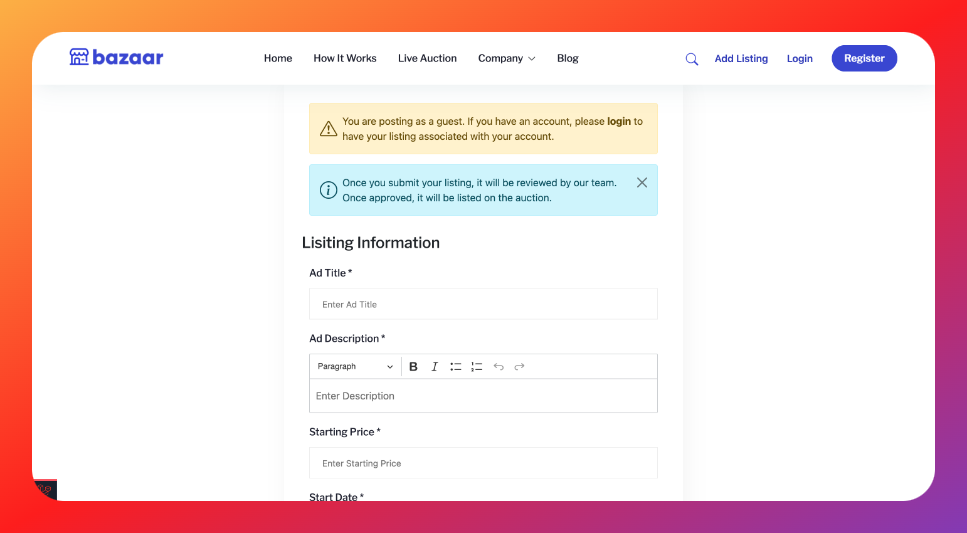 bazaar
Home How It Works Live Auction Company Blog Add Listing Login Register
You are posting as a guest. If you have an account, please login to
have your listing associated with your account.
Once you submit your listing, it will be reviewed by our team.
Once approved, it will be listed on the auction.
Lisiting Information
Ad Title *
Enter Ad Title
Ad Description *
Paragraph B I
Enter Description
Starting Price *
Enter Starting Price
Start Date *